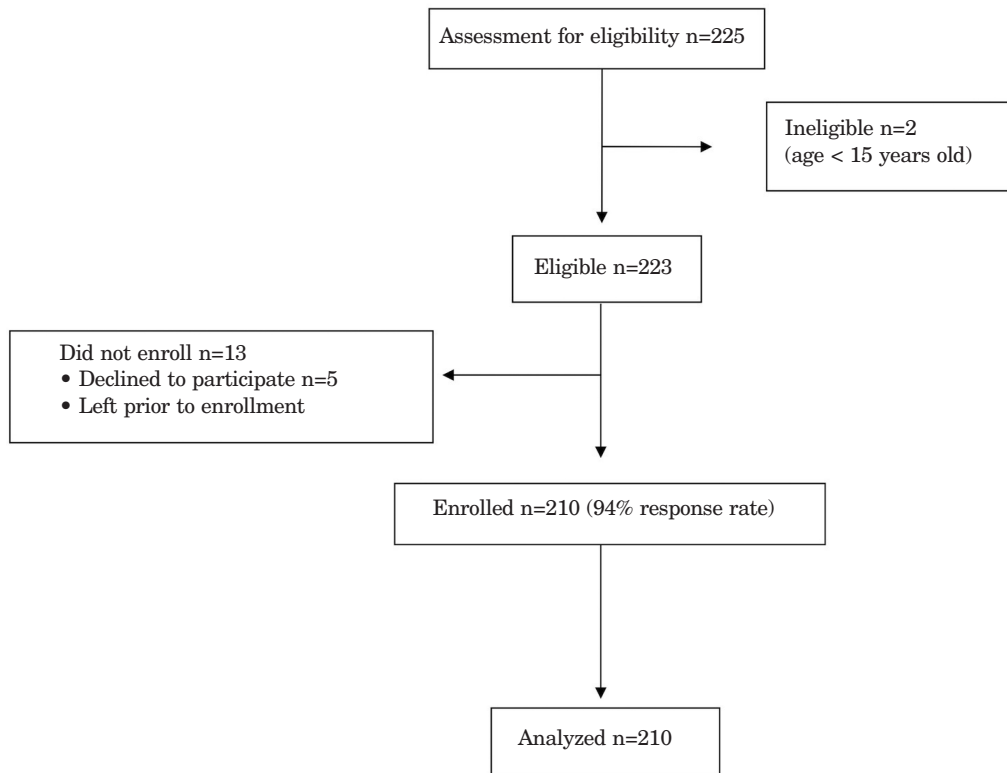 Assessment for eligibility n=225
Ineligible n=2
(age < 15 years old)
Eligible n=223
Did not enroll n=13
• Declined to participate n=5
• Left prior to enrollment
Enrolled n=210 (94% response rate)
Analyzed n=210